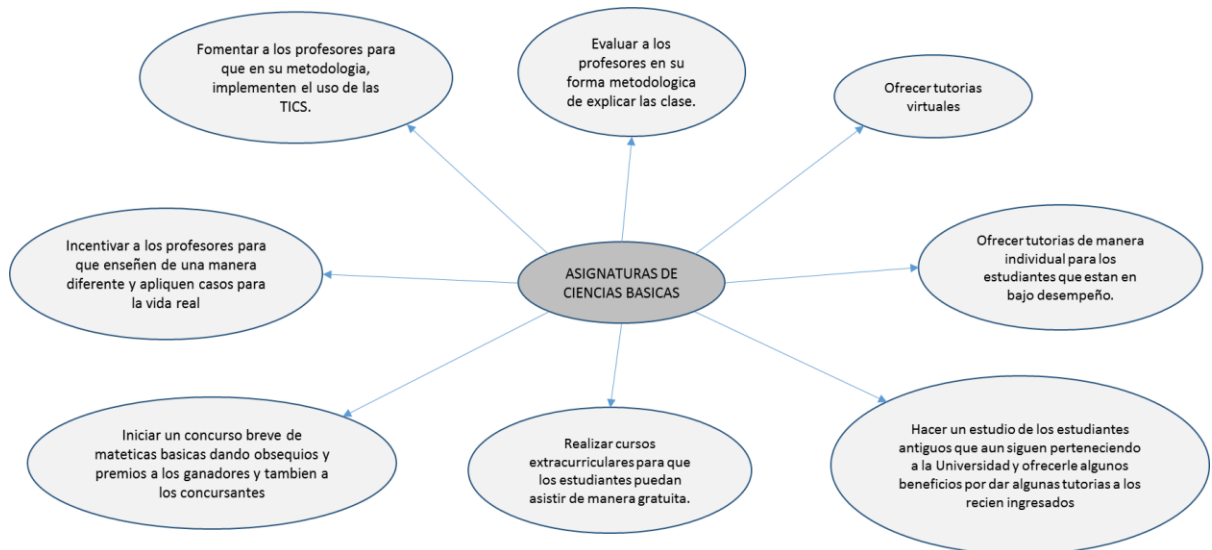 Fomentar a los profesores para
que en su metodologia,
implementen el uso de las
TICS.
Evaluar a los
profesores en su
forma metodologica
de explicar las clase.
Ofrecer tutorias
virtuales
Incentivar a los profesores para
que enseñen de una manera
diferente y apliquen casos para
la vida real
ASIGNATURAS DE
CIENCIAS BASICAS
Ofrecer tutorias de manera
individual para los
estudiantes que estan en
bajo desempeño.
Iniciar un concurso breve de
mateticas basicas dando obsequios y
premios a los ganadores y tambien a
los concursantes
Realizar cursos
extracurriculares para que
los estudiantes puedan
asistir de manera gratuita.
Hacer un estudio de los estudiantes
antiguos que aun siguen perteneciendo
a la Universidad y ofrecerle algunos
beneficios por dar algunas tutorias a los
recien ingresados